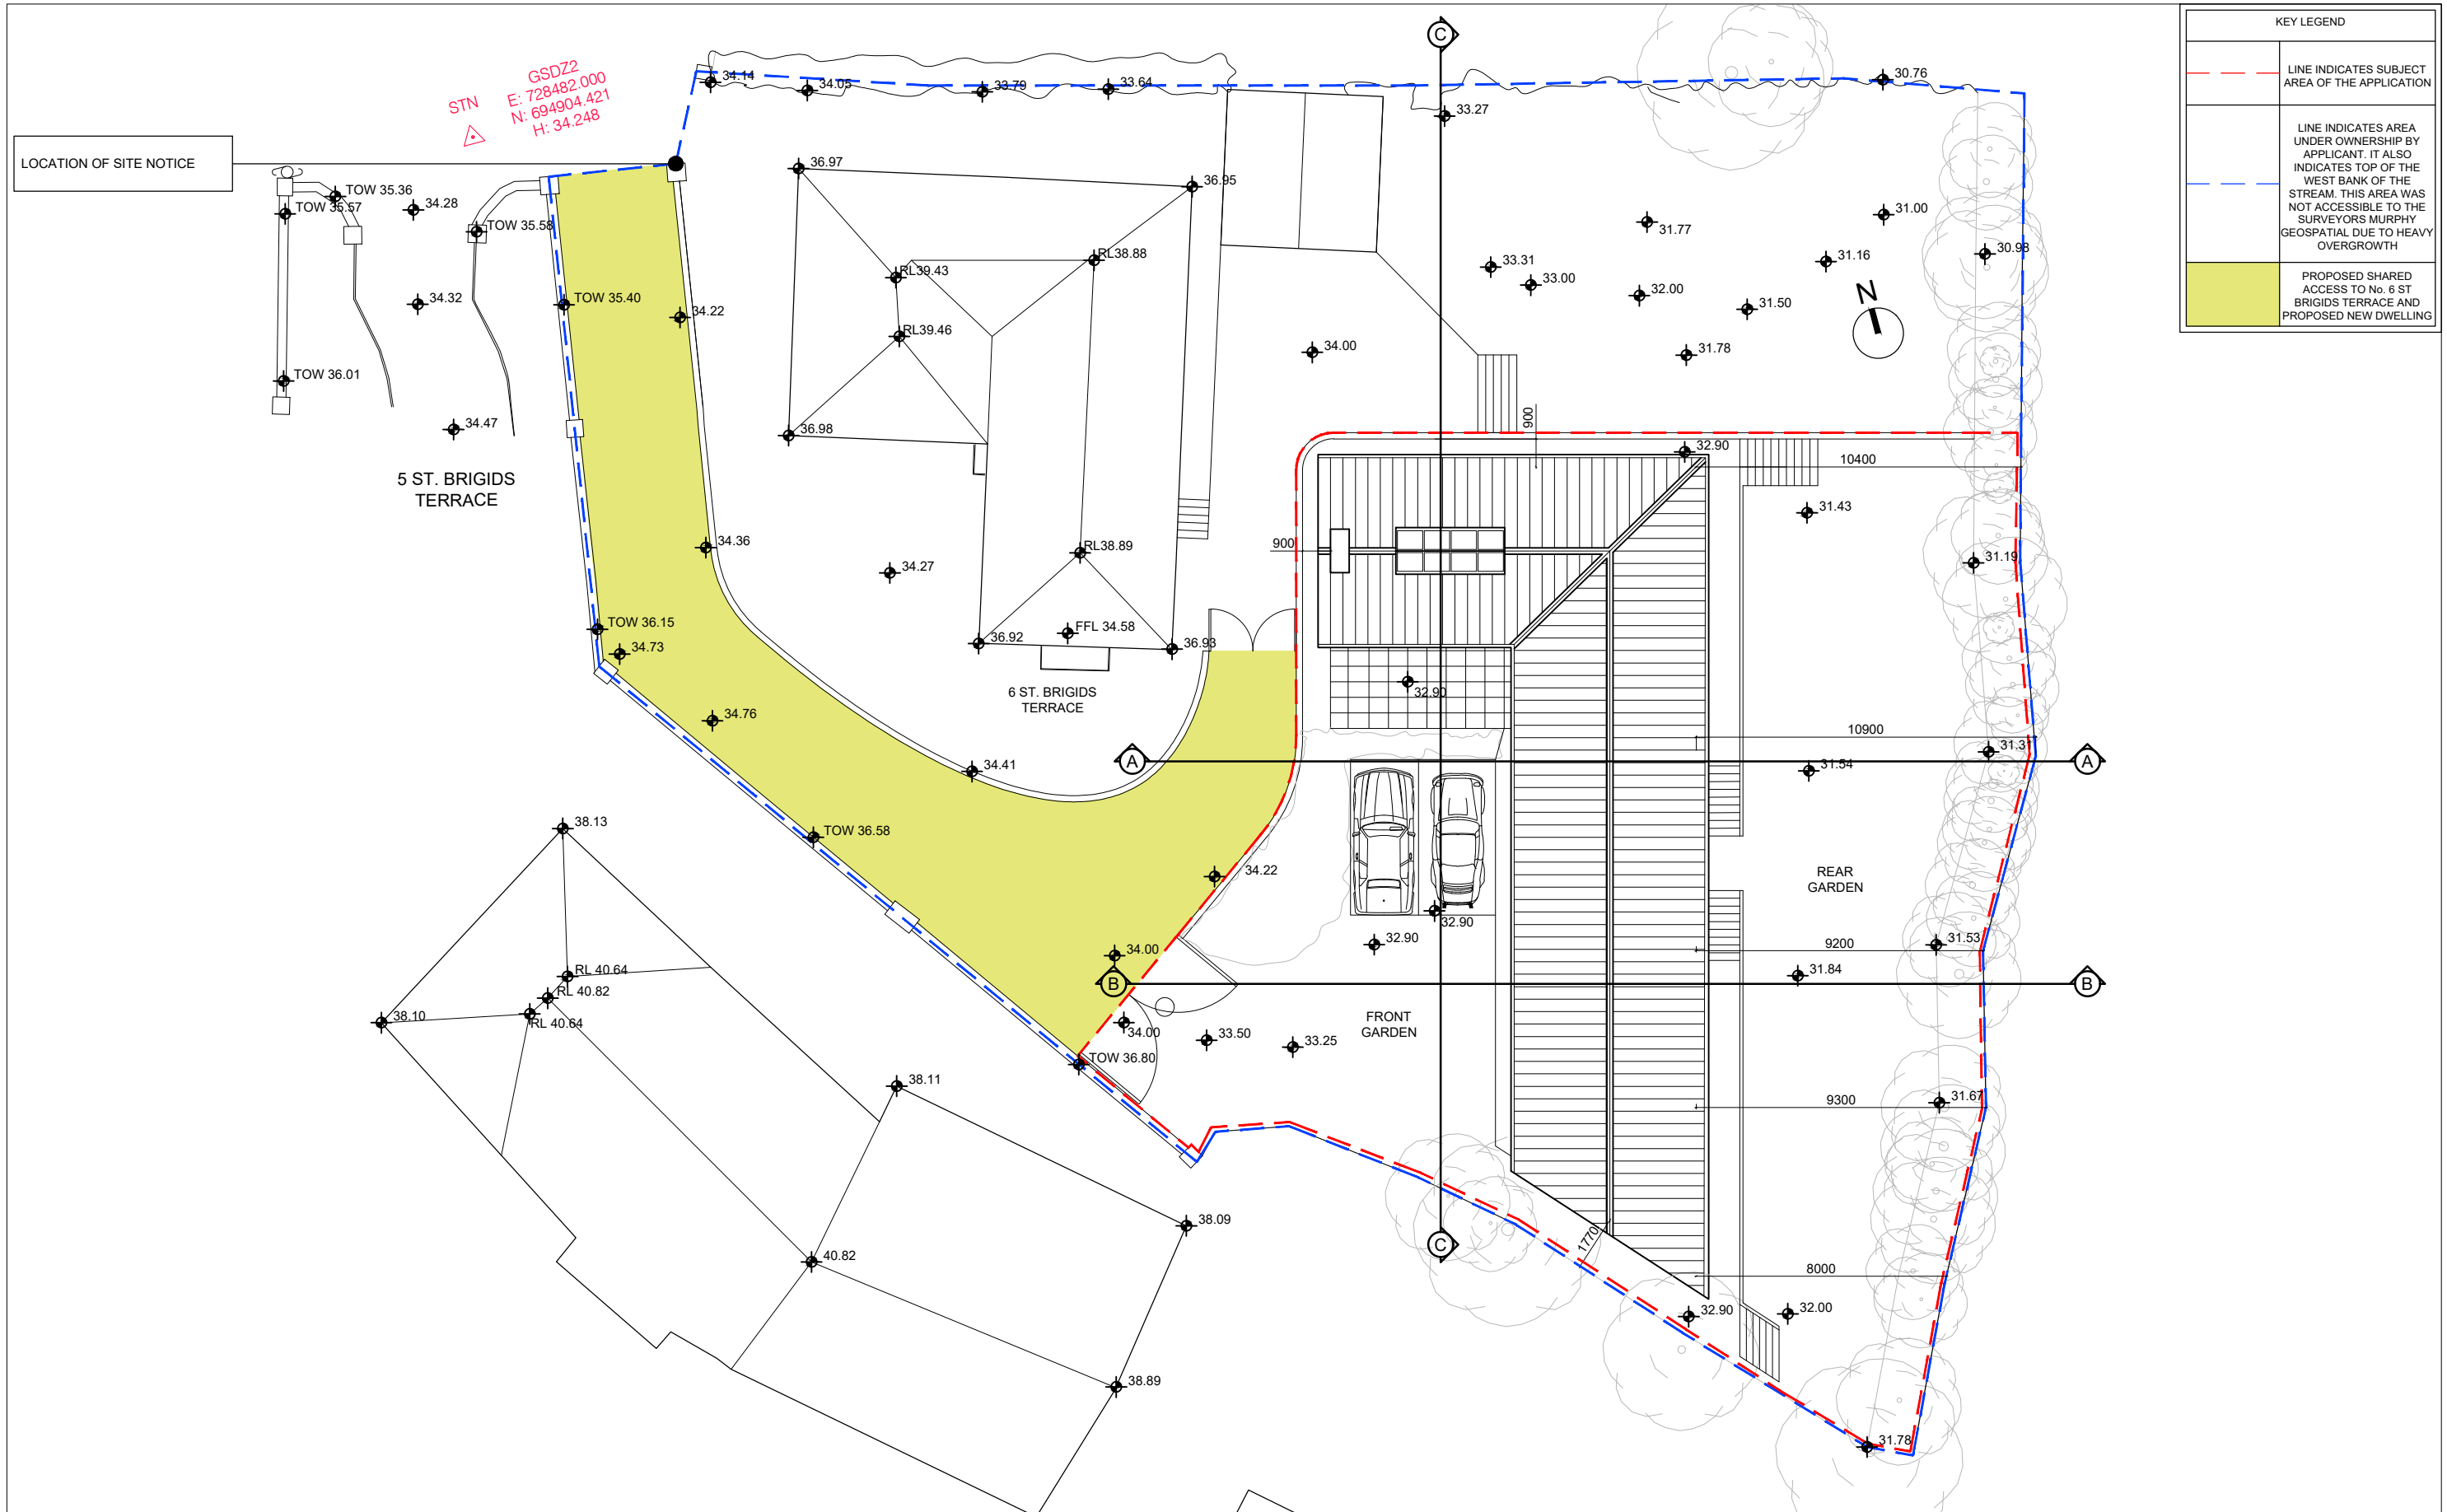 KEY LEGEND
LINE INDICATES SUBJECT
AREA OF THE APPLICATION
LINE INDICATES AREA
UNDER OWNERSHIP BY
APPLICANT. IT ALSO
INDICATES TOP OF THE
WEST BANK OF THE
STREAM. THIS AREA WAS
NOT ACCESSIBLE TO THE
SURVEYORS MURPHY
GEOSPATIAL DUE TO HEAVY
OVERGROWTH
PROPOSED SHARED
ACCESS TO No. 6 ST
BRIGIDS TERRACE AND
PROPOSED NEW DWELLING
C
STN
GSDZ2
E: 728482.000
N: 694904.421
H: 34.248
34.14
34.05
33.79
33.64
33.27
30.76
LOCATION OF SITE NOTICE
TOW 35.36
TOW 35.57
34.28
TOW 35.58
36.97
36.95
31.77
31.00
RL38.88
RL39.43
33.31
33.00
31.16
30.98
34.32
TOW 35.40
34.22
32.00
31.50
N
RL39.46
34.00
31.78
TOW 36.01
34.47
36.98
900
32.90
10400
5 ST. BRIGIDS
TERRACE
31.43
34.36
34.27
RL38.89
900
31.19
TOW 36.15
34.73
36.92
FFL 34.58
36.93
6 ST. BRIGIDS
TERRACE
32.90
34.76
10900
34.41
A
31.31
31.54
A
38.13
TOW 36.58
34.22
REAR
GARDEN
32.90
32.90
34.00
9200
31.53
RL 40.64
RL 40.82
RL 40.64
31.84
B
B
38.10
34.00
33.50
33.25
FRONT
GARDEN
TOW 36.80
38.11
9300
31.67
38.09
40.82
C
1770
8000
32.90
32.00
38.89
31.78